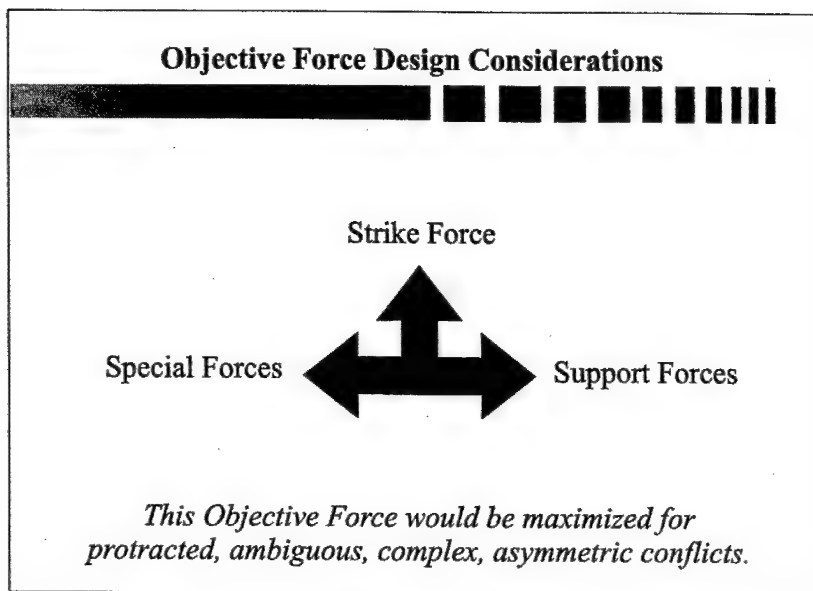 Objective Force Design Considerations
Strike Force
Special Forces
Support Forces
This Objective Force would be maximized for
protracted, ambiguous, complex, asymmetric conflicts.